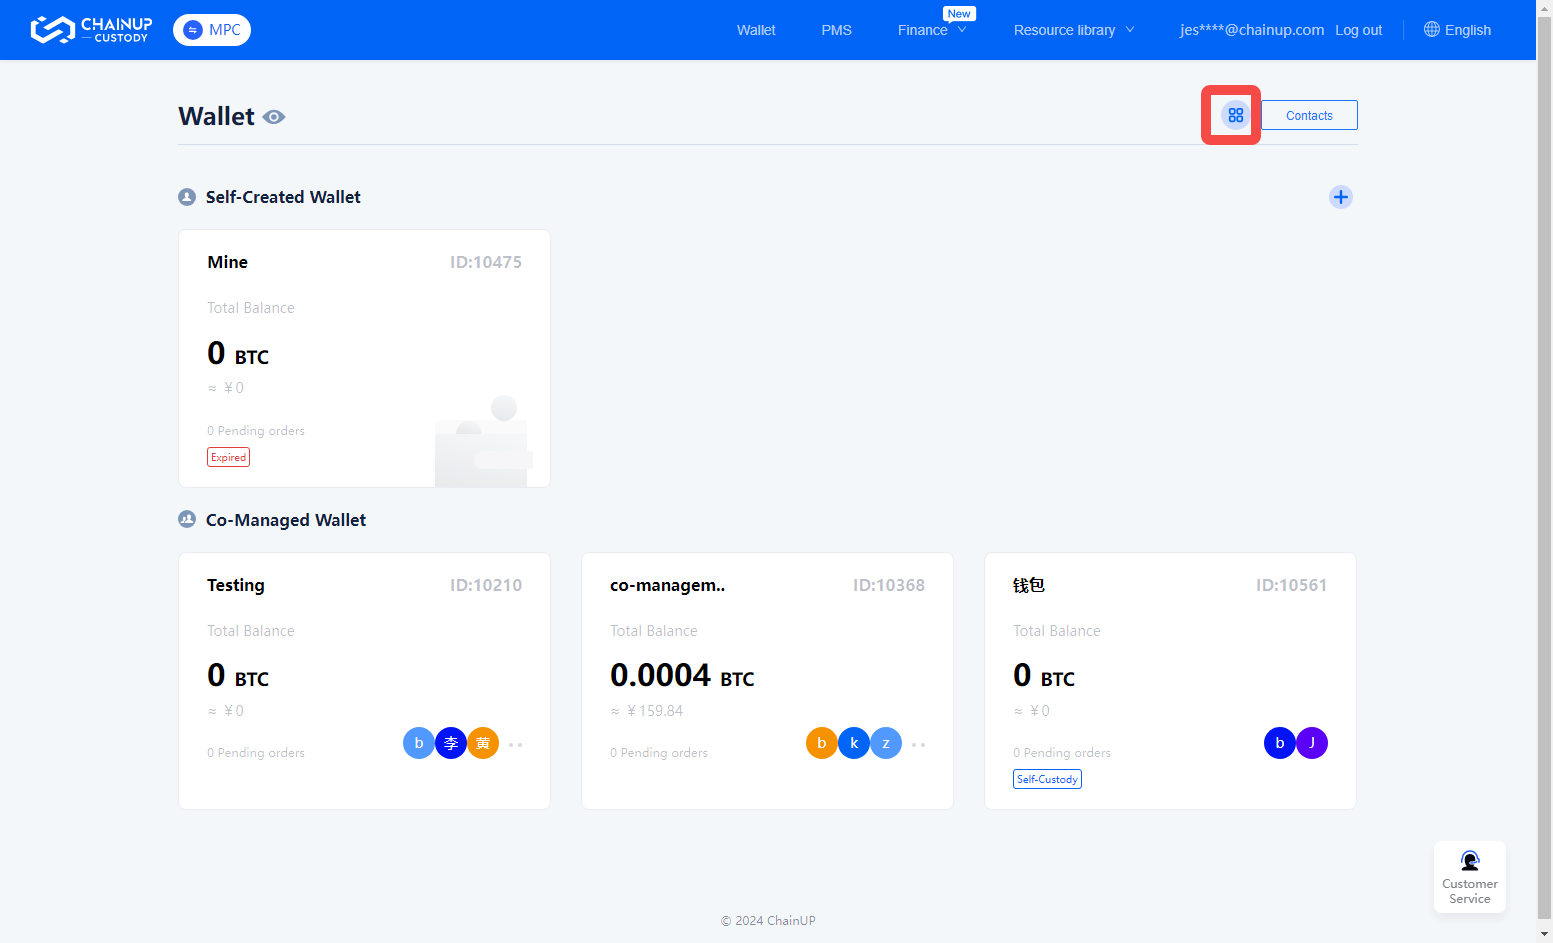 CHAINUP
CUSTODY
MPC
Wallet
PMS
Finance
New
Resource library
jes****@chainup.com
Log out
English
Wallet
Contacts
Self-Created Wallet
Mine
ID:10475
Total Balance
0 BTC
≈ ¥0
0 Pending orders
Expired
Co-Managed Wallet
Testing
ID:10210
Total Balance
0 BTC
≈ ¥0
0 Pending orders
b 李 黄
co-managem..
ID:10368
Total Balance
0.0004 BTC
≈ ¥159.84
0 Pending orders
b k z
钱包
ID:10561
Total Balance
0 BTC
≈ ¥0
0 Pending orders
b J
Self-Custody
Customer
Service
© 2024 ChainUP